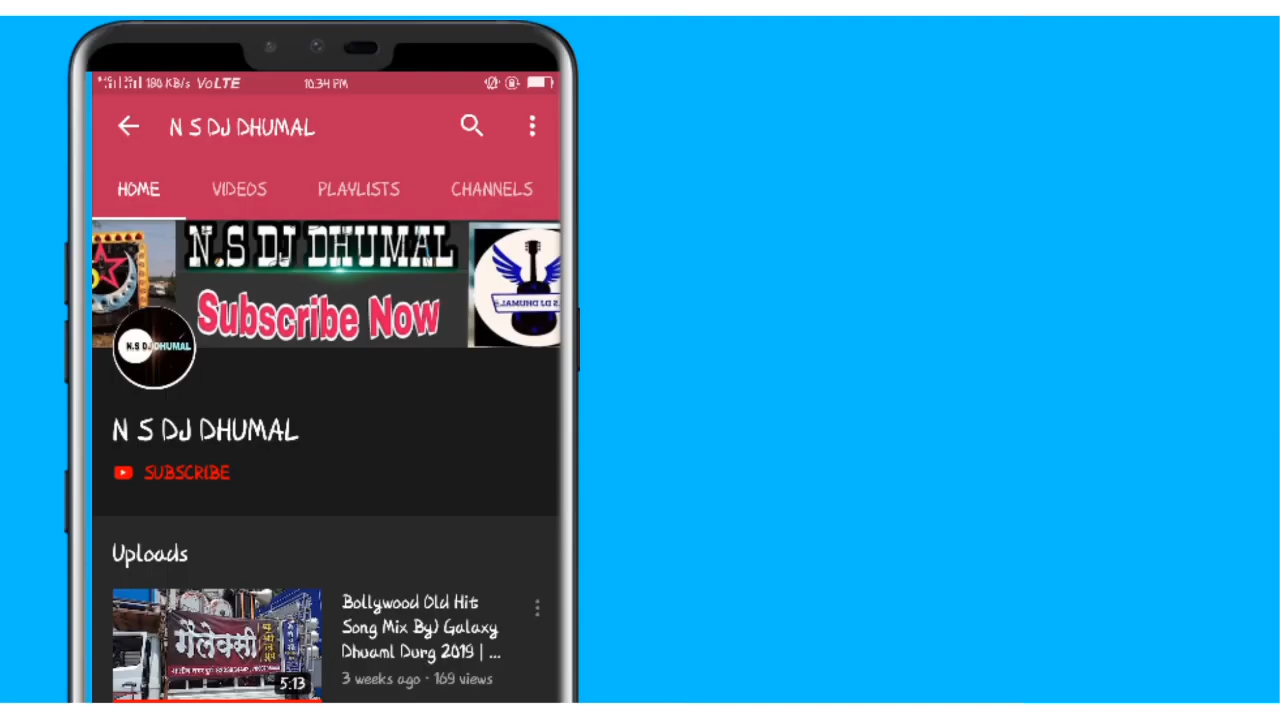 180 KB/s VoLTE 10:34 PM
N S DJ DHUMAL
HOME VIDEOS PLAYLISTS CHANNELS
N.S DJ DHUMAL
Subscribe Now
N.S DJ DHUMAL
N S DJ DHUMAL
SUBSCRIBE
Uploads
Bollywood Old Hit
Song Mix By) Galaxy
Dhuaml Durg 2019 | ...
3 weeks ago · 169 views
गैलेक्सी
5:13